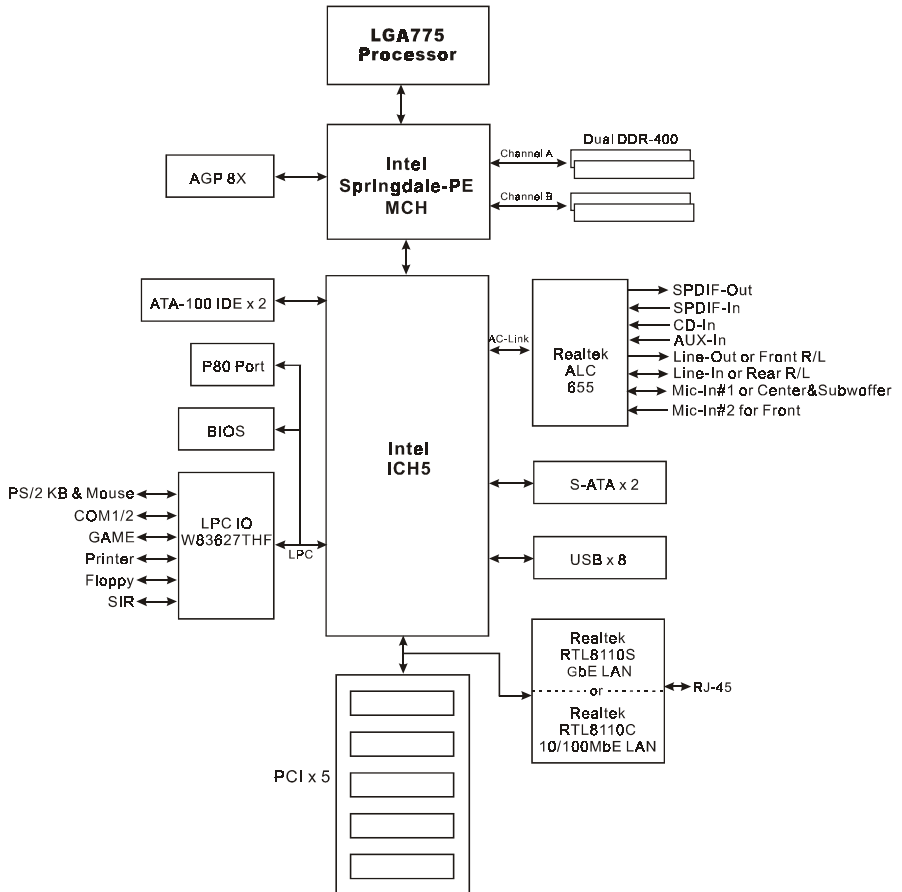 LGA775
Processor
Intel
Springdale-PE
MCH
Channel A
Channel B
Dual DDR-400
AGP 8X
ATA-100 IDE x 2
P80 Port
BIOS
LPC IO
W83627THF
LPC
PS/2 KB & Mouse
COM1/2
GAME
Printer
Floppy
SIR
Intel
ICH5
AC-Link
Realtek
ALC
655
SPDIF-Out
SPDIF-In
CD-In
AUX-In
Line-Out or Front R/L
Line-In or Rear R/L
Mic-In#1 or Center&Subwoffer
Mic-In#2 for Front
S-ATA x 2
USB x 8
Realtek
RTL8110S
GbE LAN
or
Realtek
RTL8110C
10/100MbE LAN
RJ-45
PCI x 5